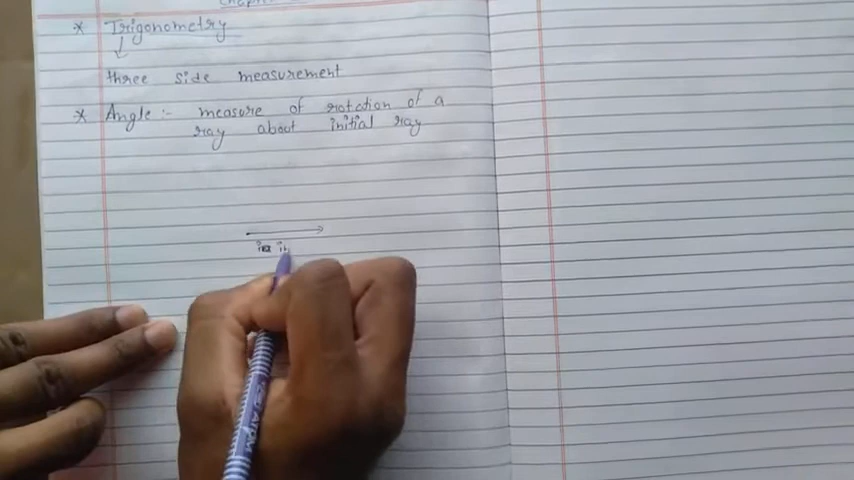 * Trigonometry
three side measurement
* Angle :- measure of rotation of a
ray about initial ray